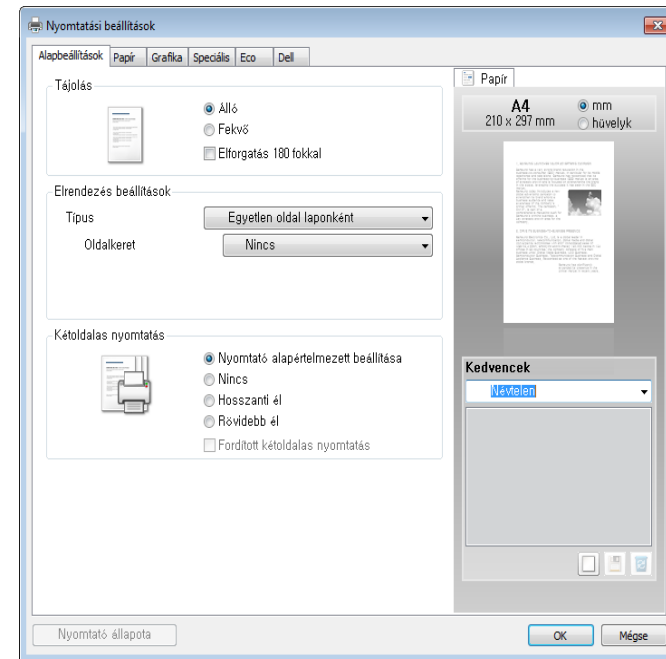 Nyomtatási beállítások
Alapbeállítások Papír Grafika Speciális Eco Dell
Tájolás
Álló
Fekvő
Elforgatás 180 fokkal
Elrendezés beállítások
Típus Egyetlen oldal laponként
Oldalkeret Nincs
Kétoldalas nyomtatás
Nyomtató alapértelmezett beállítása
Nincs
Hosszanti él
Rövidebb él
Fordított kétoldalas nyomtatás
Papír
A4
210 x 297 mm
mm
hüvelyk
Kedvencek
Névtelen
Nyomtató állapota OK Mégse